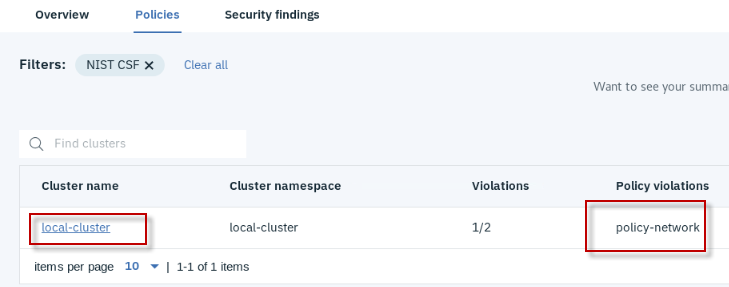 Overview Policies Security findings
Filters: NIST CSF × Clear all
Want to see your summa
Find clusters
Cluster name Cluster namespace Violations Policy violations
local-cluster local-cluster 1/2 policy-network
items per page 10 | 1-1 of 1 items